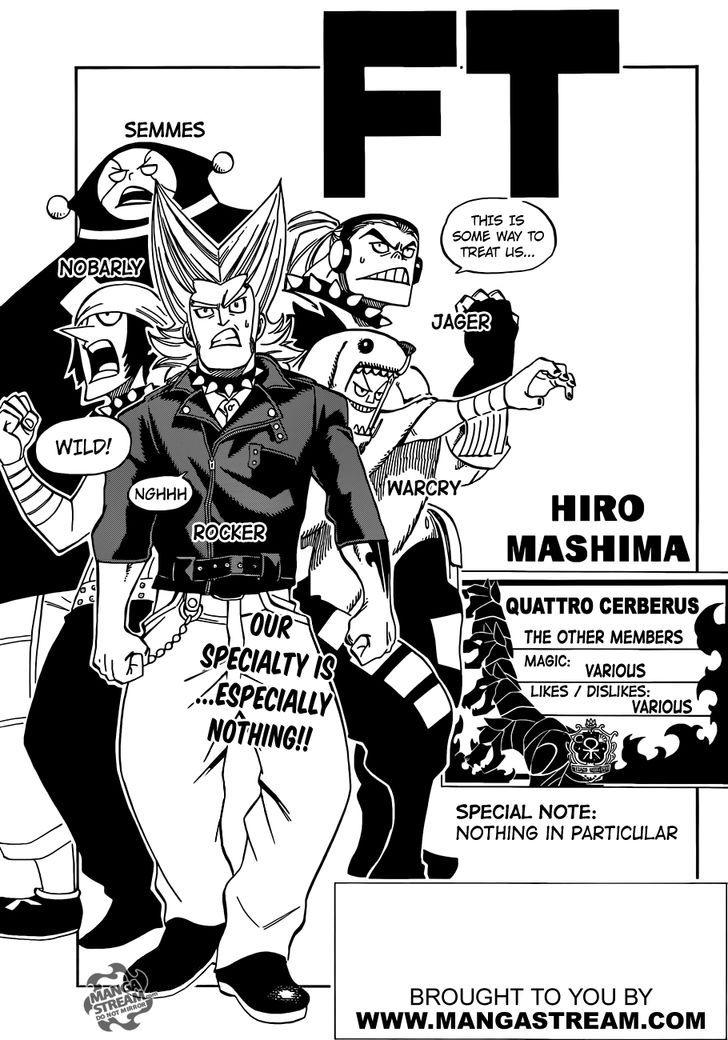 FT
SEMMES
THIS IS
SOME WAY TO
TREAT US...
NOBARLY
JAGER
WILD!
NGHHH
WARCRY
ROCKER
HIRO
MASHIMA
QUATTRO CERBERUS
THE OTHER MEMBERS
MAGIC: VARIOUS
LIKES / DISLIKES:
VARIOUS
OUR
SPECIALTY IS
...ESPECIALLY
NOTHING!!
SPECIAL NOTE:
NOTHING IN PARTICULAR
MANGA
STREAM.com
DO NOT MIRROR
BROUGHT TO YOU BY
WWW.MANGASTREAM.COM